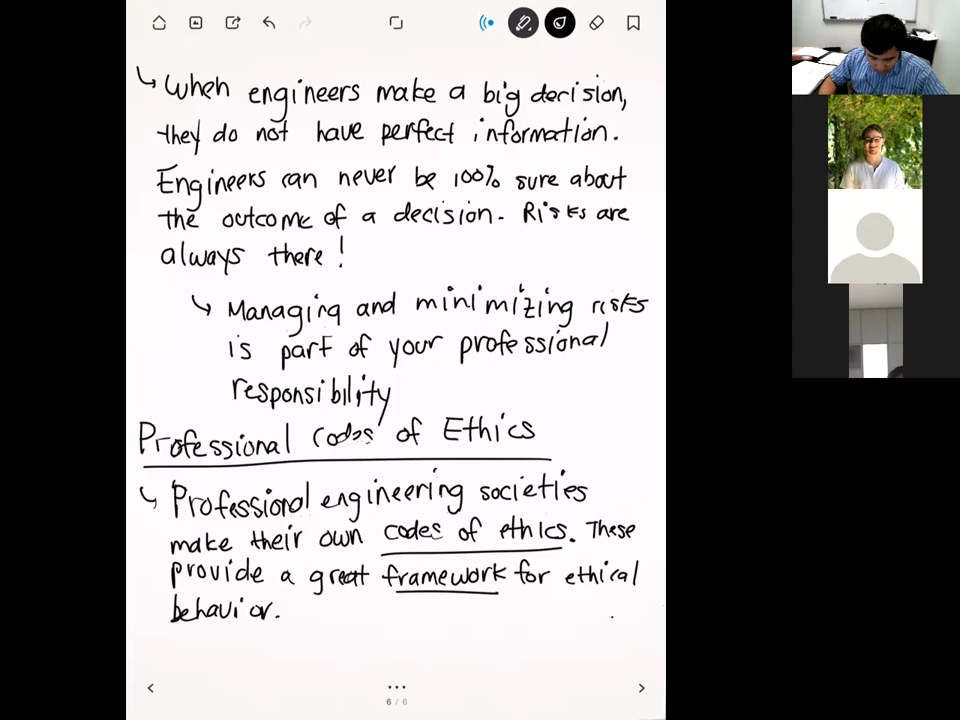 When engineers make a big decision,
they do not have perfect information.
Engineers can never be 100% sure about
the outcome of a decision. Risks are
always there!
Managing and minimizing risks
is part of your professional
responsibility
Professional Codes of Ethics
Professional engineering societies
make their own codes of ethics. These
provide a great framework for ethical
behavior.
6 / 6